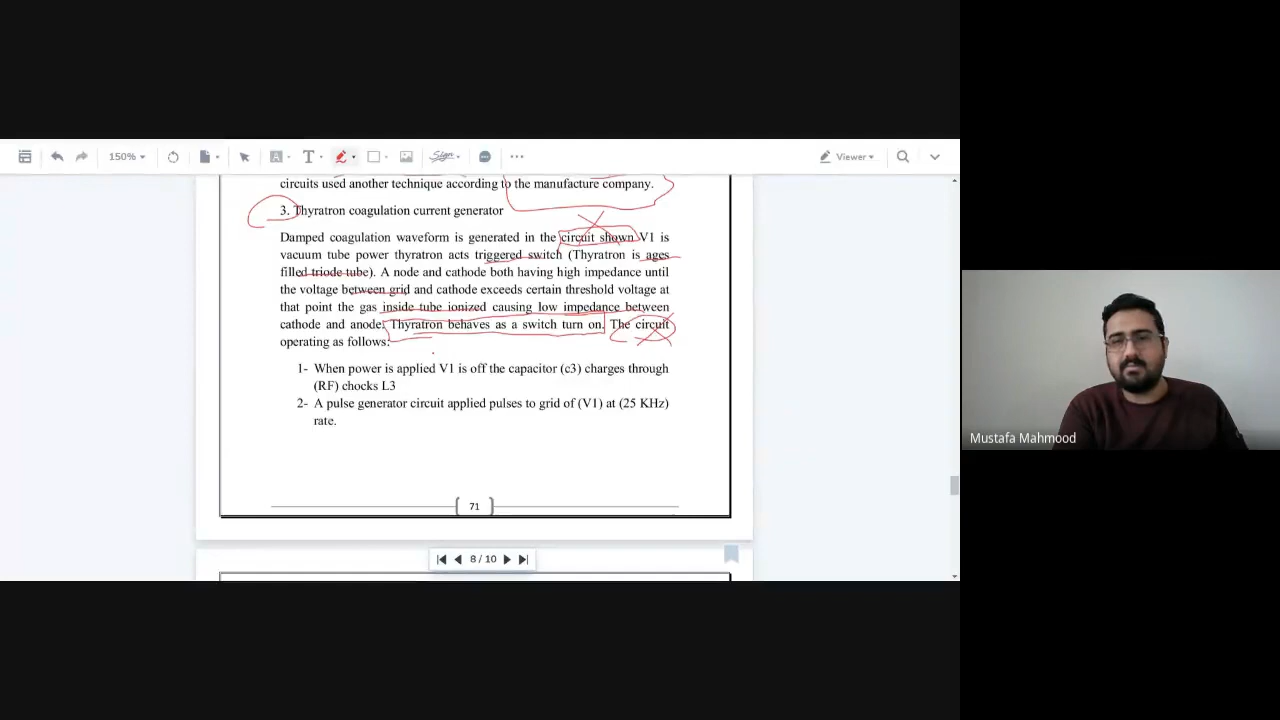 150%
T
Sign
Viewer
circuits used another technique according to the manufacture company.
3. Thyratron coagulation current generator
Damped coagulation waveform is generated in the circuit shown V1 is
vacuum tube power thyratron acts triggered switch (Thyratron is ages
filled triode tube). A node and cathode both having high impedance until
the voltage between grid and cathode exceeds certain threshold voltage at
that point the gas inside tube ionized causing low impedance between
cathode and anode. Thyratron behaves as a switch turn on. The circuit
operating as follows:
1- When power is applied V1 is off the capacitor (c3) charges through
(RF) chocks L3
2- A pulse generator circuit applied pulses to grid of (V1) at (25 KHz)
rate.
71
8 / 10
Mustafa Mahmood